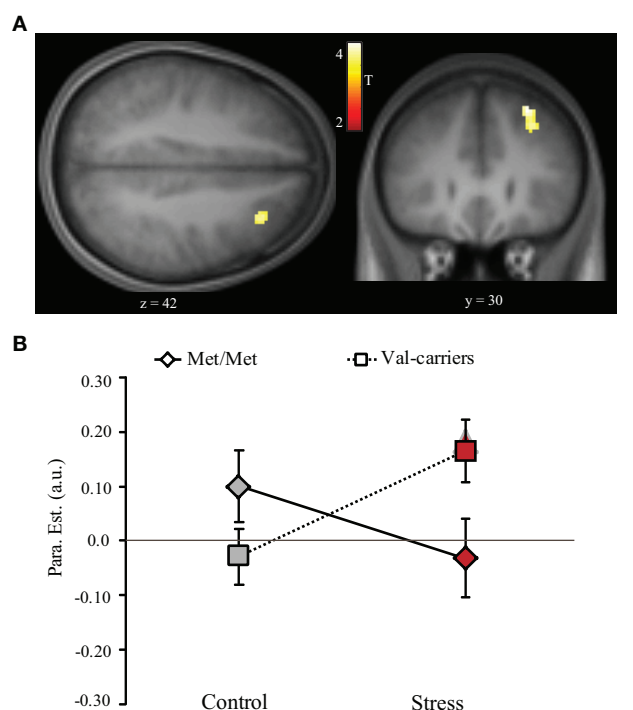 A
4
T
2
z = 42
y = 30
B
Met/Met
Val-carriers
0.30
0.20
0.10
0.0
-0.10
-0.20
-0.30
Para. Est. (a.u.)
Control
Stress